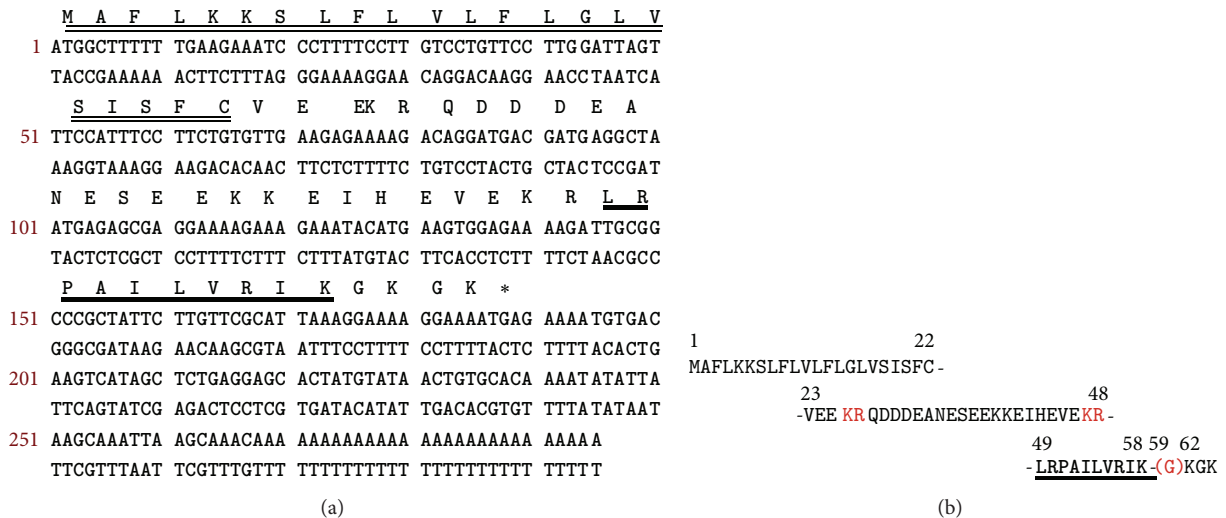 M A F L K K S L F L V L F L G L V
1 ATGGCTTTTT TGAAGAAATC CCTTTTCCTT GTCCTGTTCC TTGGATTAGT
TACCGAAAAA ACTTCTTTAG GGAAAAGGAA CAGGACAAGG AACCTAATCA
S I S F C V E EK R Q D D D E A
51 TTCCATTTCC TTCTGTGTTG AAGAGAAAAG ACAGGATGAC GATGAGGCTA
AAGGTAAAGG AAGACACAAC TTCTCTTTTC TGTCCTACTG CTACTCCGAT
N E S E E K K E I H E V E K R L R
101 ATGAGAGCGA GGAAAAGAAA GAAATACATG AAGTGGAGAA AAGATTGCGG
TACTCTCGCT CCTTTTCTTT CTTTATGTAC TTCACCTCTT TTCTAACGCC
P A I L V R I K G K G K *
151 CCCGCTATTC TTGTTCGCAT TAAAGGAAAA GGAAAATGAG AAAATGTGAC
GGGCGATAAG AACAAGCGTA ATTTCCTTTT CCTTTTACTC TTTTACACTG
201 AAGTCATAGC TCTGAGGAGC ACTATGTATA ACTGTGCACA AAATATATTA
TTCAGTATCG AGACTCCTCG TGATACATAT TGACACGTGT TTTATATAAT
251 AAGCAAATTA AGCAAACAAA AAAAAAAAAA AAAAAAAAAA AAAAA
TTCGTTTAAT TCGTTTGTTT TTTTTTTTTT TTTTTTTTTT TTTTT
(a)
1 22
MAFLKKSLFLVLFLGLVSISFC-
23 48
-VEE KR QDDDEANESEEKKEIHEVEKR-
49 58 59 62
-LRPAILVRIK-(G)KGK
(b)